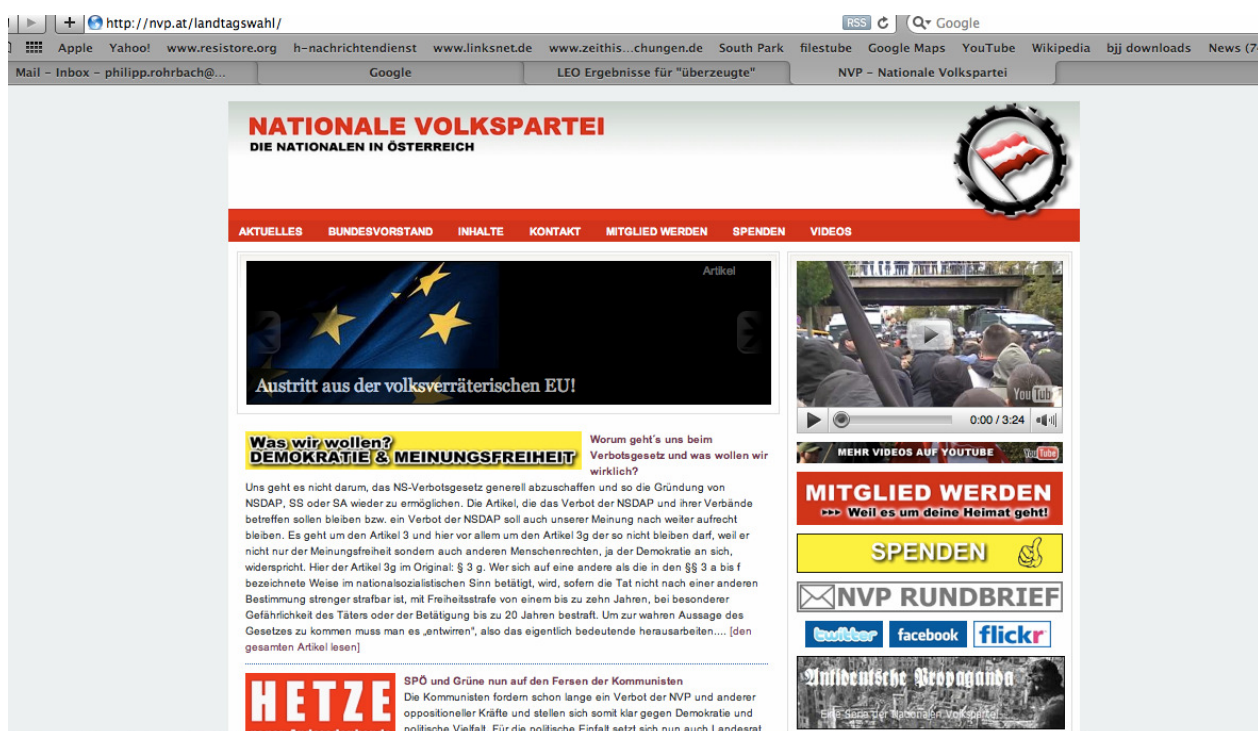 http://nvp.at/landtagswahl/
RSS
Google
Apple Yahoo! www.resistore.org h-nachrichtendienst www.linksnet.de www.zeithis...chungen.de South Park filestube Google Maps YouTube Wikipedia bjj downloads News (7
Mail – Inbox – philipp.rohrbach@...
Google
LEO Ergebnisse für "überzeugte"
NVP – Nationale Volkspartei
NATIONALE VOLKSPARTEI
DIE NATIONALEN IN ÖSTERREICH
AKTUELLES BUNDESVORSTAND INHALTE KONTAKT MITGLIED WERDEN SPENDEN VIDEOS
Artikel
Austritt aus der volksverräterischen EU!
Was wir wollen?
DEMOKRATIE & MEINUNGSFREIHEIT
Worum geht´s uns beim
Verbotsgesetz und was wollen wir
wirklich?
Uns geht es nicht darum, das NS-Verbotsgesetz generell abzuschaffen und so die Gründung von
NSDAP, SS oder SA wieder zu ermöglichen. Die Artikel, die das Verbot der NSDAP und ihrer Verbände
betreffen sollen bleiben bzw. ein Verbot der NSDAP soll auch unserer Meinung nach weiter aufrecht
bleiben. Es geht um den Artikel 3 und hier vor allem um den Artikel 3g der so nicht bleiben darf, weil er
nicht nur der Meinungsfreiheit sondern auch anderen Menschenrechten, ja der Demokratie an sich,
widerspricht. Hier der Artikel 3g im Original: § 3 g. Wer sich auf eine andere als die in den §§ 3 a bis f
bezeichnete Weise im nationalsozialistischen Sinn betätigt, wird, sofern die Tat nicht nach einer anderen
Bestimmung strenger strafbar ist, mit Freiheitsstrafe von einem bis zu zehn Jahren, bei besonderer
Gefährlichkeit des Täters oder der Betätigung bis zu 20 Jahren bestraft. Um zur wahren Aussage des
Gesetzes zu kommen muss man es „entwirren", also das eigentlich bedeutende herausarbeiten.... [den
gesamten Artikel lesen]
HETZE
SPÖ und Grüne nun auf den Fersen der Kommunisten
Die Kommunisten fordern schon lange ein Verbot der NVP und anderer
oppositioneller Kräfte und stellen sich somit klar gegen Demokratie und
politische Vielfalt. Für die politische Einfalt setzt sich nun auch Landesrat
YouTube
0:00 / 3:24
MEHR VIDEOS AUF YOUTUBE
YouTube
MITGLIED WERDEN
Weil es um deine Heimat geht!
SPENDEN
NVP RUNDBRIEF
twitter facebook flickr
Antideutsche Propaganda
Eine Serie der Nationalen Volkspartei